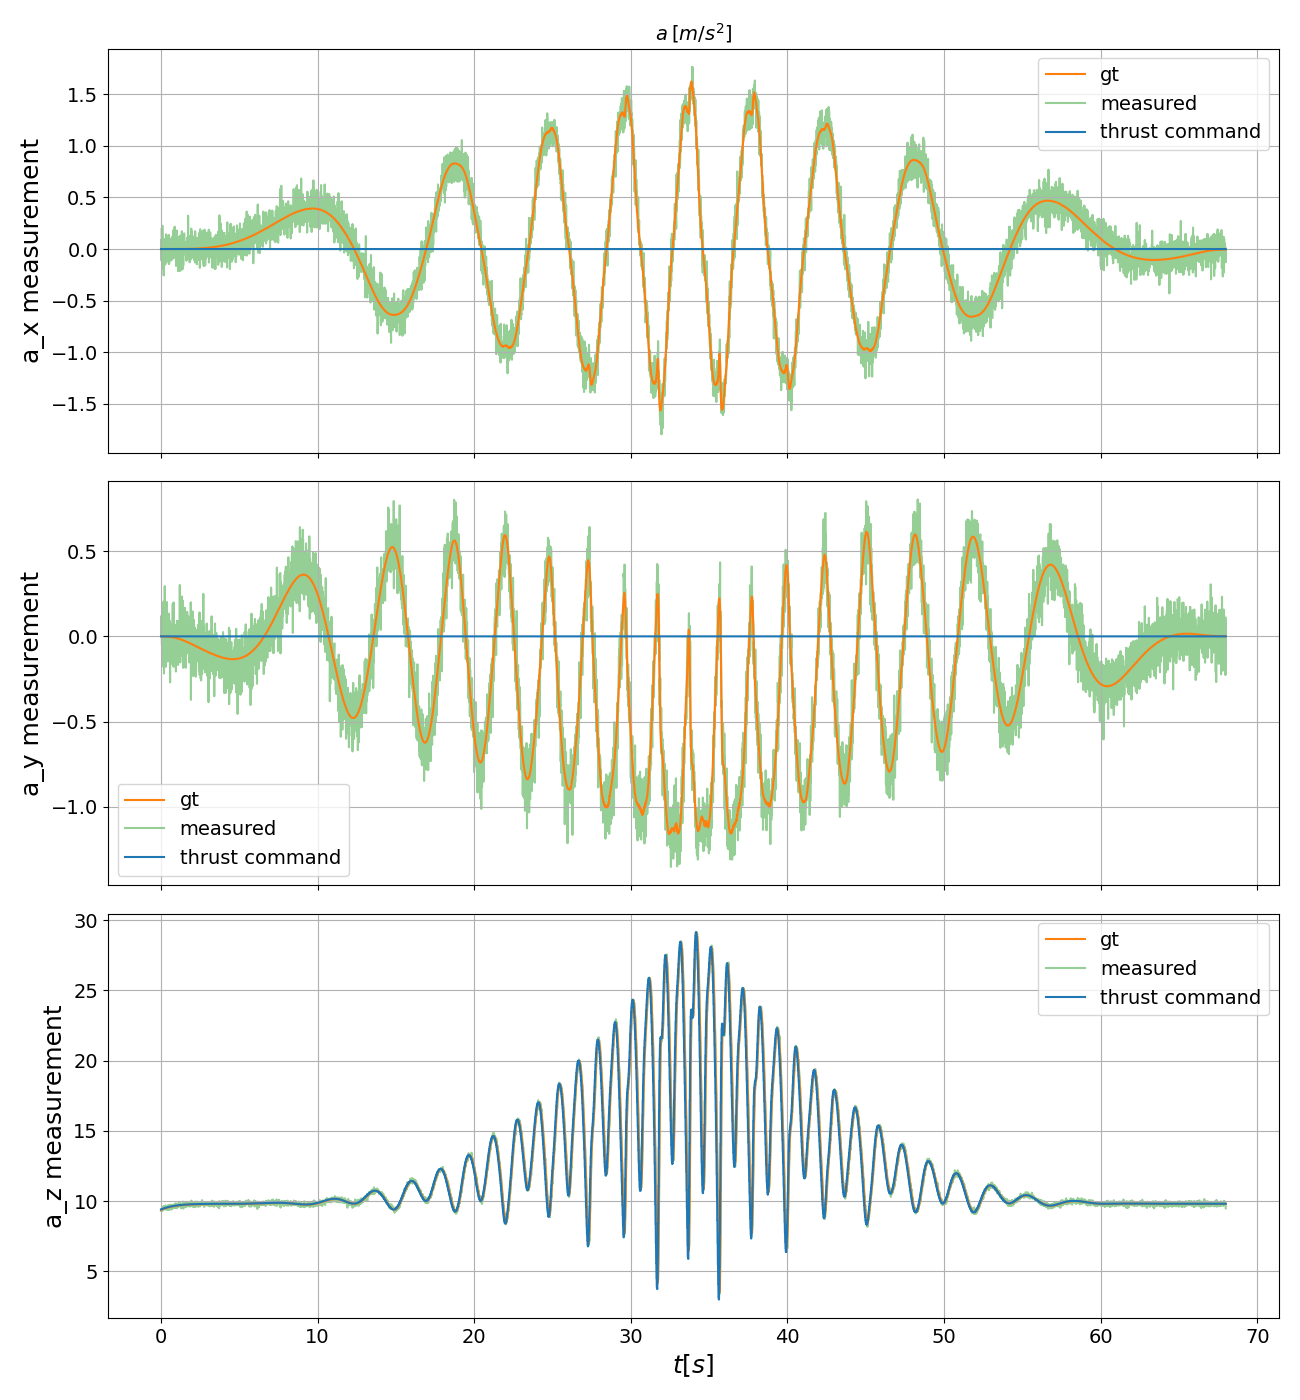 a [m/s²]
1.5
1.0
0.5
0.0
−0.5
−1.0
−1.5
a_x measurement
gt
measured
thrust command
0.5
0.0
−0.5
−1.0
a_y measurement
gt
measured
thrust command
30
25
20
15
10
5
a_z measurement
gt
measured
thrust command
0 10 20 30 40 50 60 70
t[s]